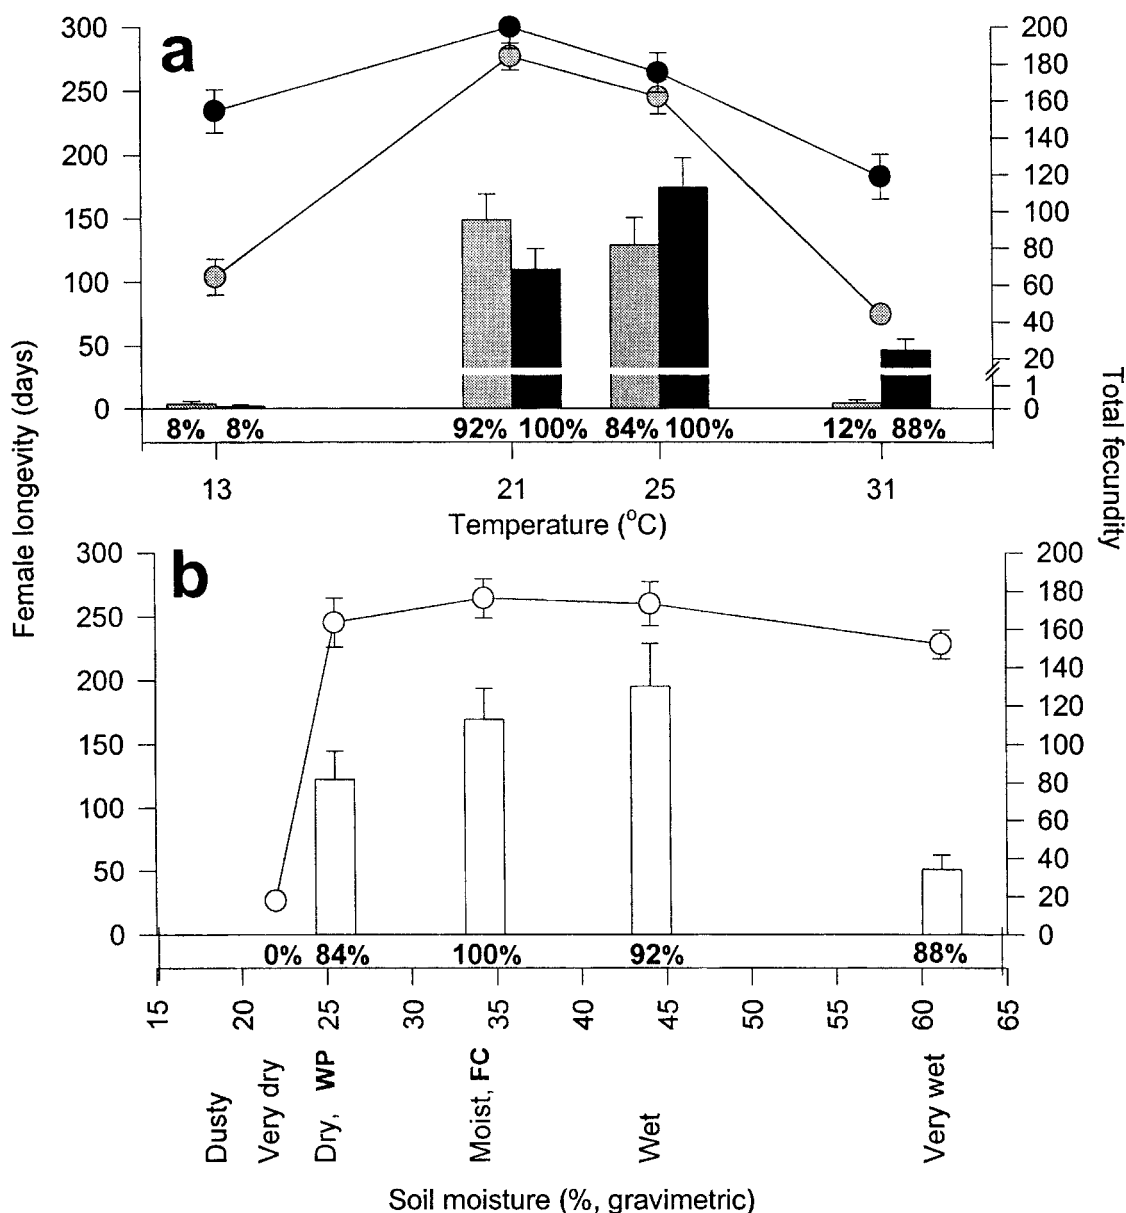 a
300
250
200
150
100
50
0
200
180
160
140
120
100
80
60
40
20
1
0
8% 8% 92% 100% 84% 100% 12% 88%
13 21 25 31
Temperature (°C)
Female longevity (days)
Total fecundity
b
300
250
200
150
100
50
0
200
180
160
140
120
100
80
60
40
20
0
0% 84% 100% 92% 88%
15 20 25 30 35 40 45 50 55 60 65
Dusty
Very dry
Dry, WP
Moist, FC
Wet
Very wet
Soil moisture (%, gravimetric)